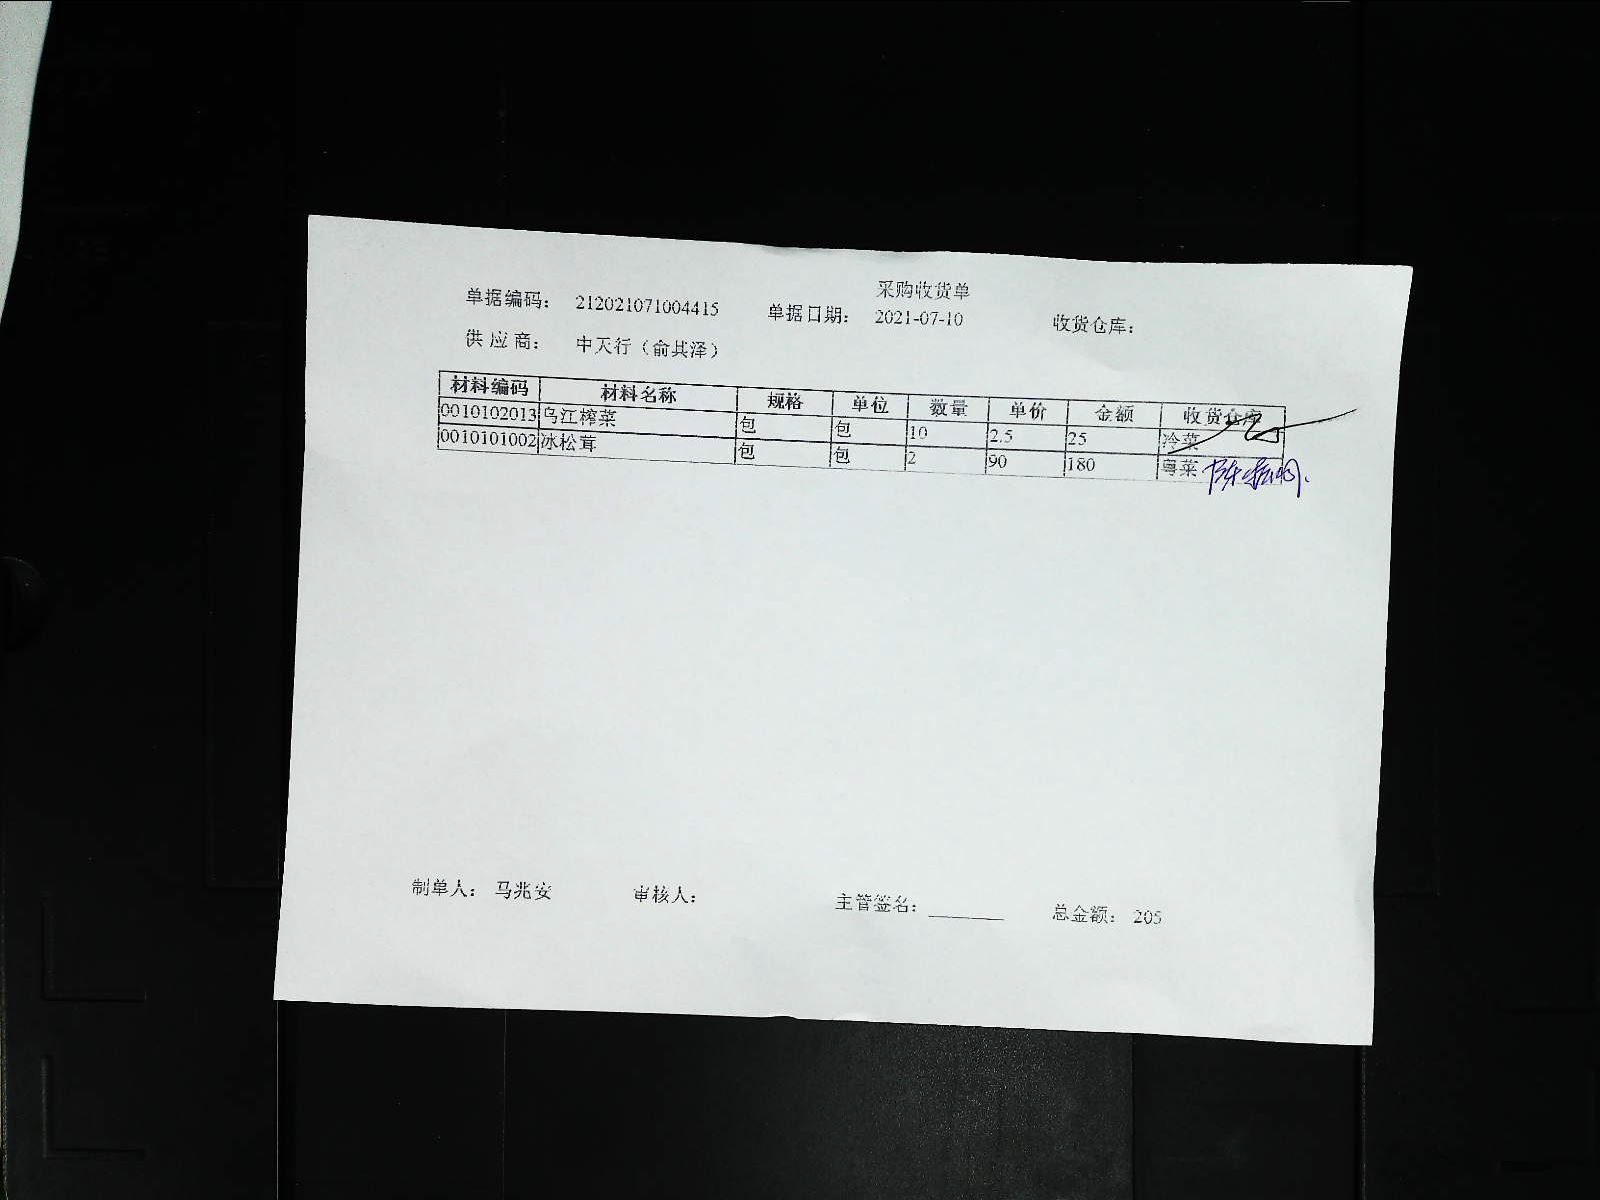 采购收货单
单据编码： 212021071004415 单据日期： 2021-07-10 收货仓库：
供应商： 中天行（俞其泽）
材料编码 材料名称 规格 单位 数量 单价 金额 收货仓库
0010102013 乌江榨菜 包 包 10 2.5 25 冷菜
0010101002 冰松茸 包 包 2 90 180 粤菜
制单人： 马兆安 审核人： 主管签名： 总金额： 205